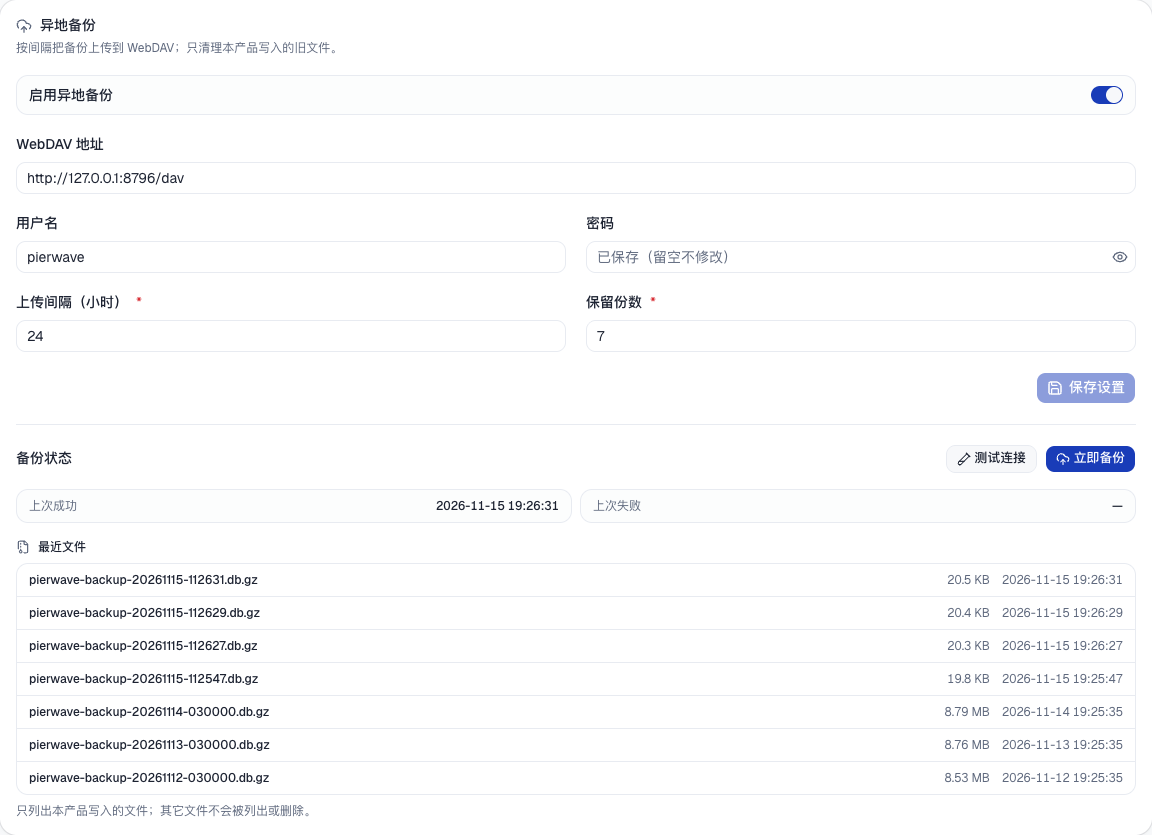 异地备份
按间隔把备份上传到 WebDAV；只清理本产品写入的旧文件。
启用异地备份
WebDAV 地址
http://127.0.0.1:8796/dav
用户名 密码
pierwave 已保存（留空不修改）
上传间隔（小时） * 保留份数 *
24 7
保存设置
备份状态 测试连接 立即备份
上次成功 2026-11-15 19:26:31 上次失败 —
最近文件
pierwave-backup-20261115-112631.db.gz 20.5 KB 2026-11-15 19:26:31
pierwave-backup-20261115-112629.db.gz 20.4 KB 2026-11-15 19:26:29
pierwave-backup-20261115-112627.db.gz 20.3 KB 2026-11-15 19:26:27
pierwave-backup-20261115-112547.db.gz 19.8 KB 2026-11-15 19:25:47
pierwave-backup-20261114-030000.db.gz 8.79 MB 2026-11-14 19:25:35
pierwave-backup-20261113-030000.db.gz 8.76 MB 2026-11-13 19:25:35
pierwave-backup-20261112-030000.db.gz 8.53 MB 2026-11-12 19:25:35
只列出本产品写入的文件；其它文件不会被列出或删除。